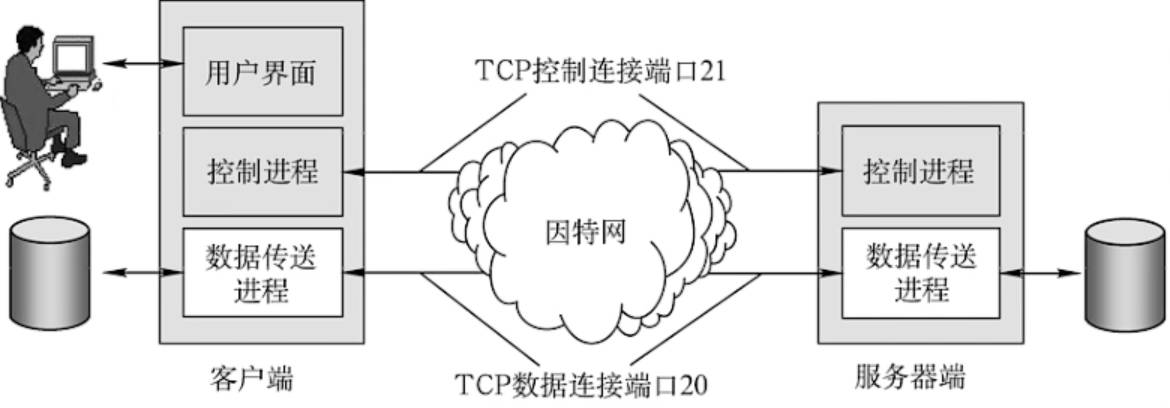 用户界面
TCP控制连接端口21
控制进程
控制进程
因特网
数据传送
进程
数据传送
进程
客户端
TCP数据连接端口20
服务器端